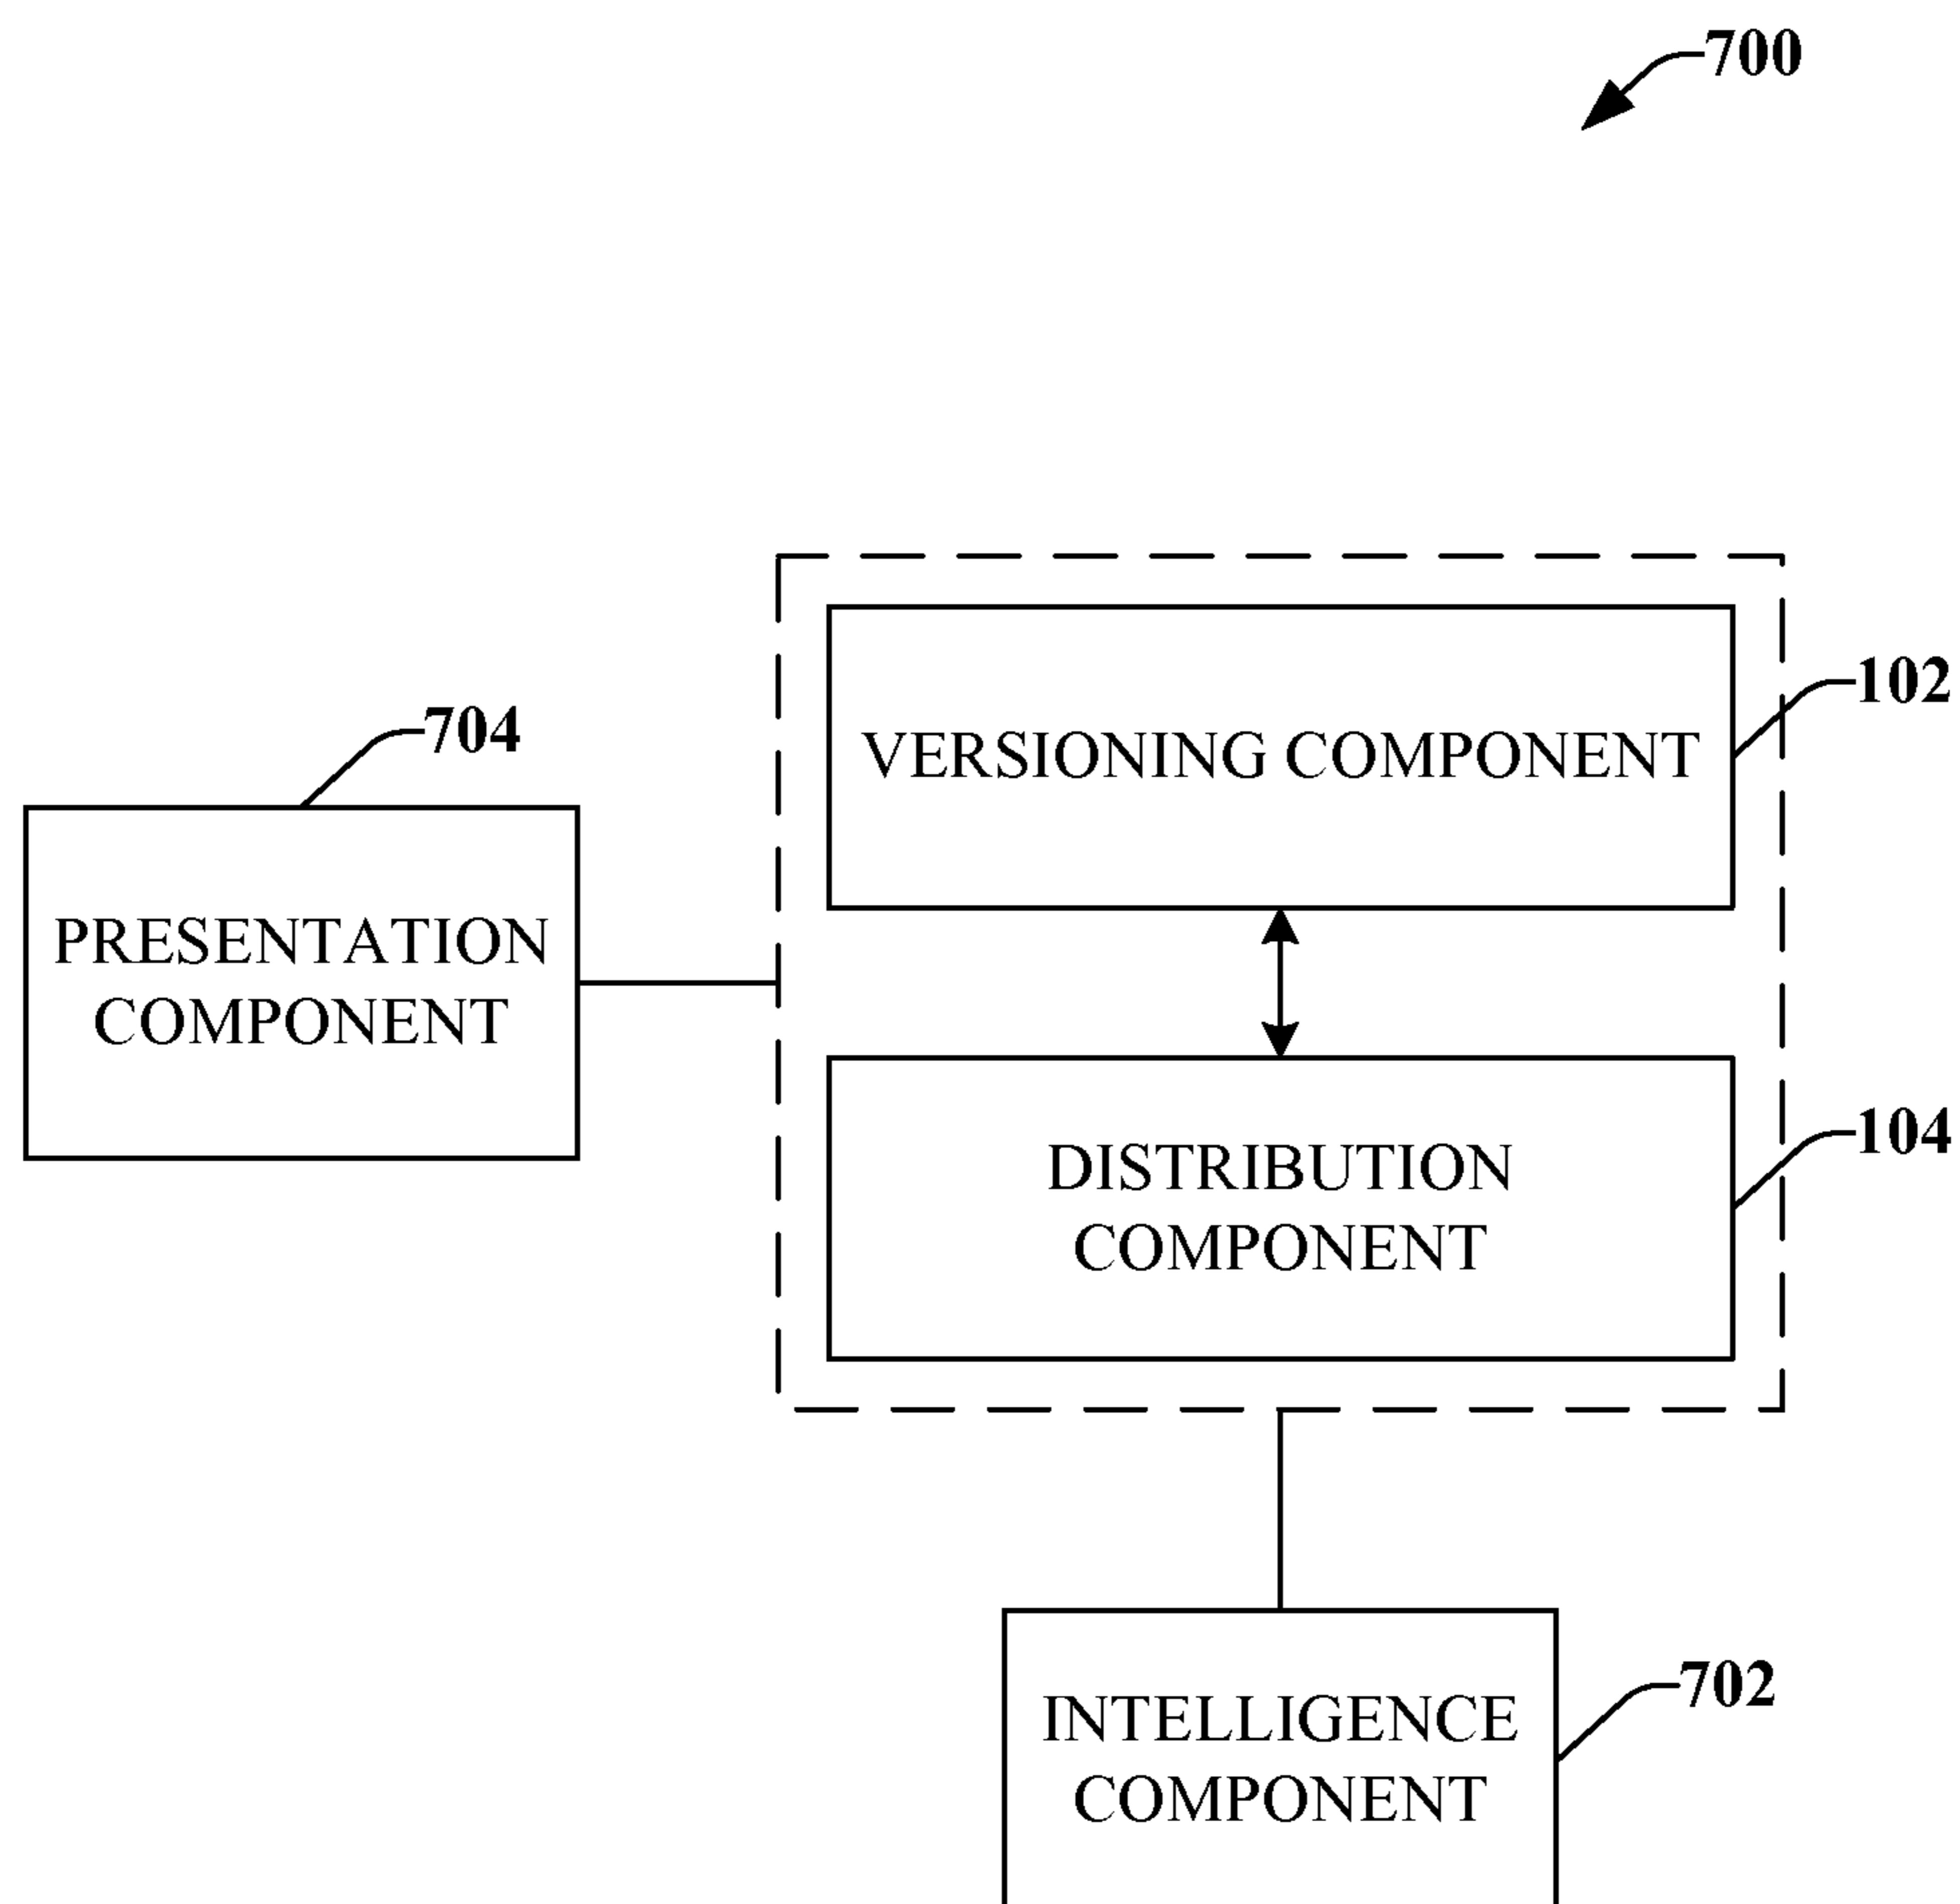 700
VERSIONING COMPONENT
102
704
PRESENTATION
COMPONENT
DISTRIBUTION
COMPONENT
104
INTELLIGENCE
COMPONENT
702